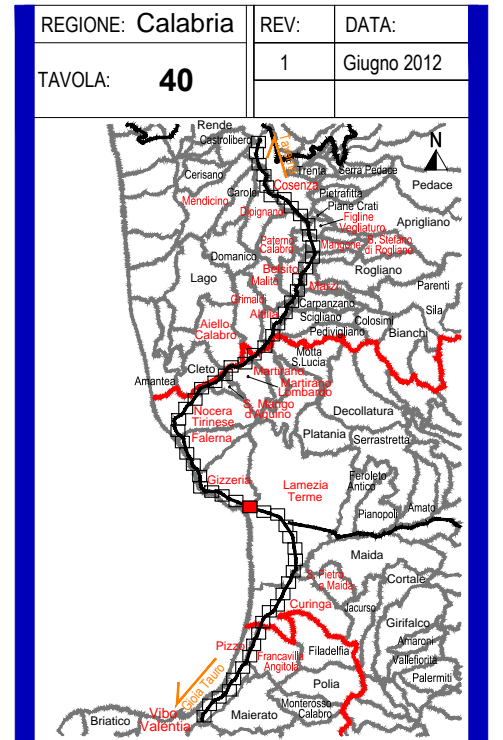 REGIONE: Calabria
REV:
DATA:
TAVOLA: 40
1
Giugno 2012
N
Rende
Castrolibero
Taverna
Trenta
Serra Pedace
Cerisano
Cosenza
Pedace
Carolei
Pietrafitta
Mendicino
Dipignano
Piane Crati
Figline
Vegliaturo
Aprigliano
Paterno
Calabro
Mangone
S. Stefano
di Rogliano
Domanico
Belsito
Rogliano
Lago
Malito
Marzi
Parenti
Grimaldi
Carpanzano
Altilia
Scigliano
Colosimi
Sila
Aiello
Calabro
Pedivigliano
Bianchi
Motta
S.Lucia
Cleto
Martirano
Amantea
Martirano
Lombardo
S. Mango
d'Aquino
Nocera
Tirinese
Decollatura
Falerna
Platania
Serrastretta
Gizzeria
Lamezia
Terme
Feroleto
Antico
Pianopoli
Amato
Maida
S. Pietro
a Maida
Cortale
Curinga
Jacurso
Girifalco
Pizzo
Filadelfia
Amaroni
Francavilla
Angitola
Vallefiorita
Gioia Tauro
Polia
Palermiti
Vibo
Valentia
Monterosso
Calabro
Briatico
Maierato